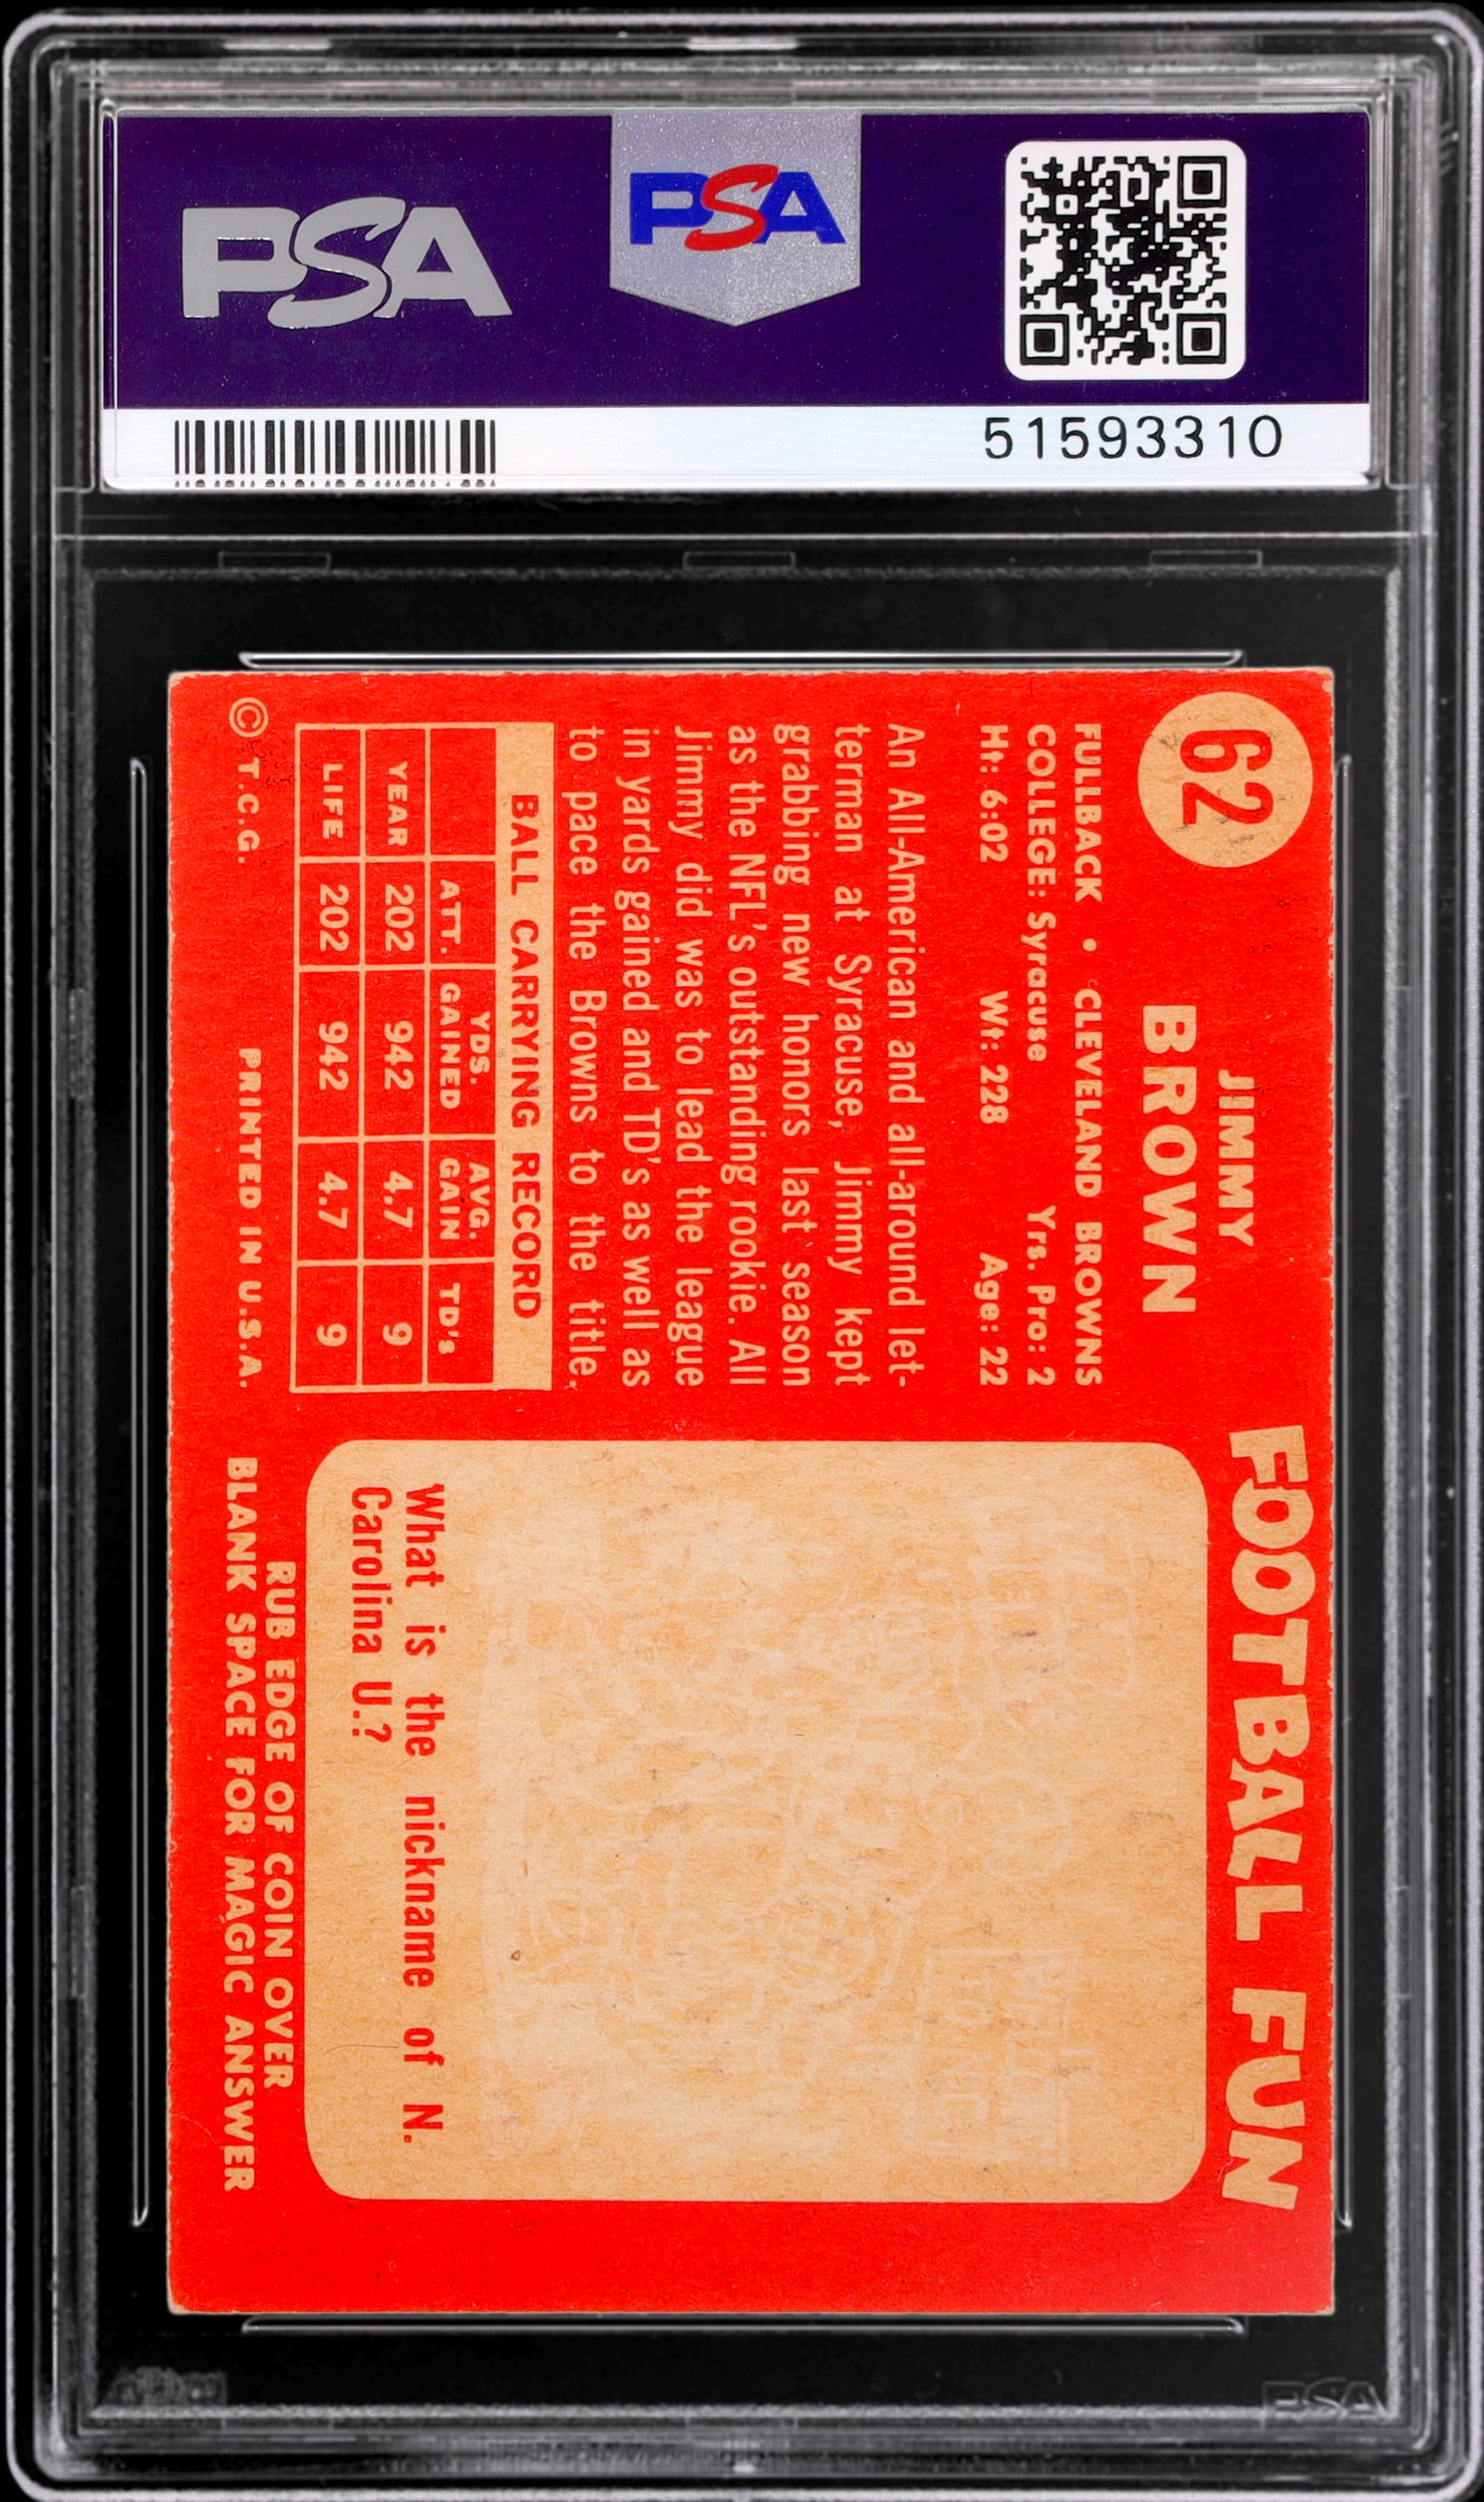 PSA
PSA
51593310
62
JIMMY
BROWN
FULLBACK • CLEVELAND BROWNS
COLLEGE: Syracuse Yrs. Pro: 2
Ht: 6:02 Wt: 228 Age: 22
An All-American and all-around let-
terman at Syracuse, Jimmy kept
grabbing new honors last season
as the NFL's outstanding rookie. All
Jimmy did was to lead the league
in yards gained and TD's as well as
to pace the Browns to the title.
BALL CARRYING RECORD
ATT. YDS. GAINED AVG. GAIN TD's
YEAR 202 942 4.7 9
LIFE 202 942 4.7 9
© T.C.G. PRINTED IN U.S.A.
FOOTBALL FUN
What is the nickname of N.
Carolina U.?
RUB EDGE OF COIN OVER
BLANK SPACE FOR MAGIC ANSWER
PSA